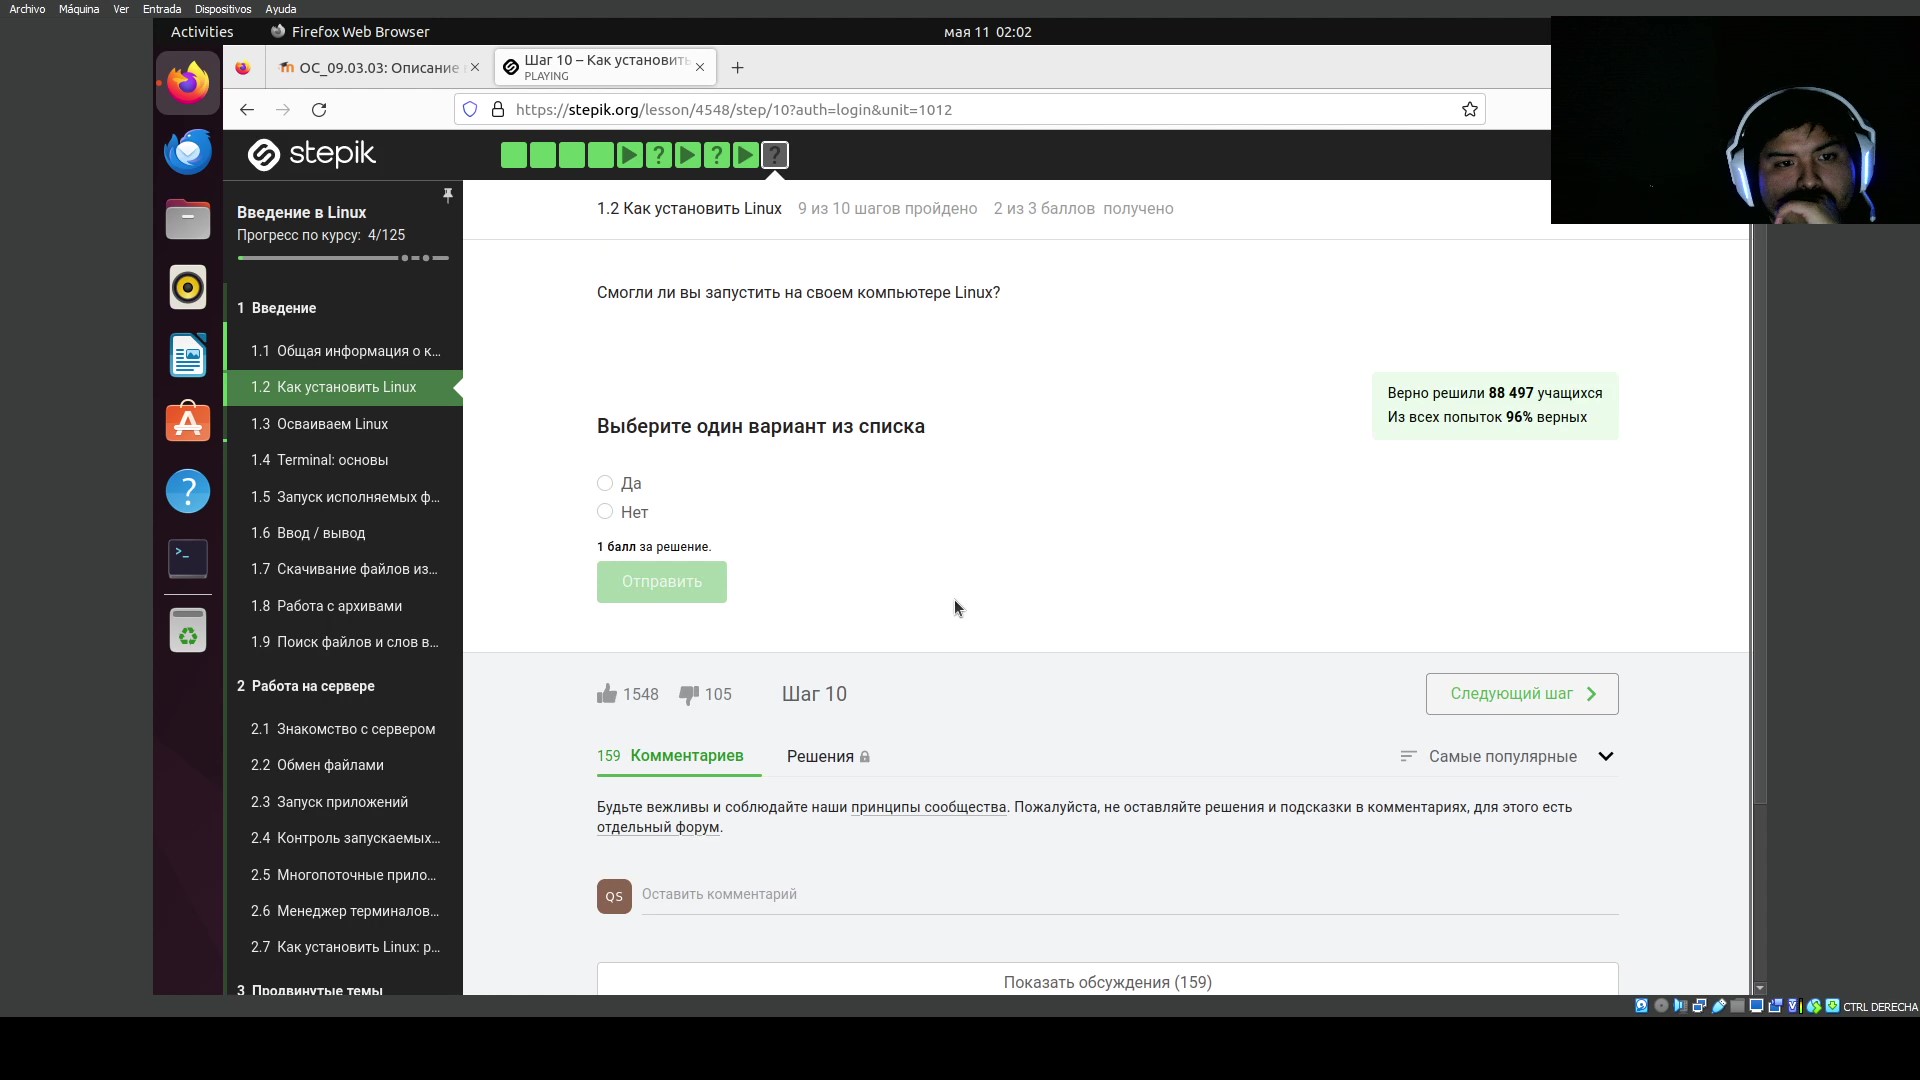 Archivo Máquina Ver Entrada Dispositivos Ayuda
Activities Firefox Web Browser мая 11 02:02
ОС_09.03.03: Описание
Шаг 10 – Как установить
PLAYING
https://stepik.org/lesson/4548/step/10?auth=login&unit=1012
stepik
Введение в Linux
Прогресс по курсу: 4/125
1 Введение
1.1 Общая информация о к...
1.2 Как установить Linux
1.3 Осваиваем Linux
1.4 Terminal: основы
1.5 Запуск исполняемых ф...
1.6 Ввод / вывод
1.7 Скачивание файлов из...
1.8 Работа с архивами
1.9 Поиск файлов и слов в...
2 Работа на сервере
2.1 Знакомство с сервером
2.2 Обмен файлами
2.3 Запуск приложений
2.4 Контроль запускаемых...
2.5 Многопоточные прило...
2.6 Менеджер терминалов...
2.7 Как установить Linux: р...
3 Продвинутые темы
1.2 Как установить Linux 9 из 10 шагов пройдено 2 из 3 баллов получено
Смогли ли вы запустить на своем компьютере Linux?
Верно решили 88 497 учащихся
Из всех попыток 96% верных
Выберите один вариант из списка
Да
Нет
1 балл за решение.
Отправить
1548 105 Шаг 10 Следующий шаг
159 Комментариев Решения Самые популярные
Будьте вежливы и соблюдайте наши принципы сообщества. Пожалуйста, не оставляйте решения и подсказки в комментариях, для этого есть
отдельный форум.
QS Оставить комментарий
Показать обсуждения (159)
CTRL DERECHA